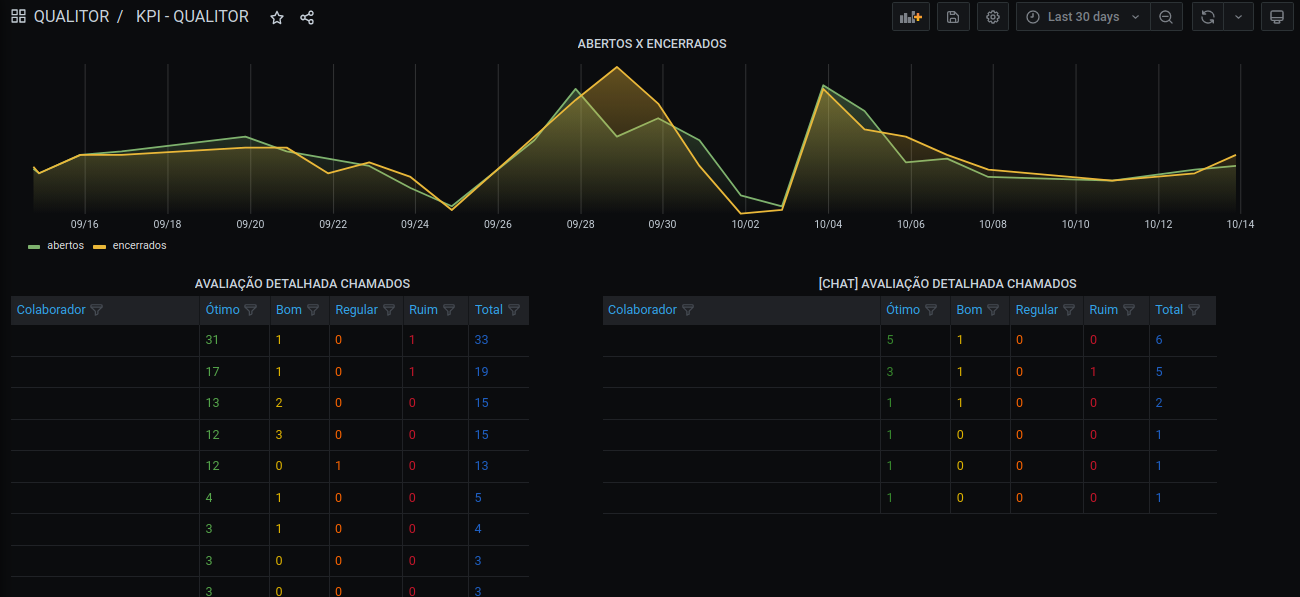 QUALITOR / KPI - QUALITOR
Last 30 days
ABERTOS X ENCERRADOS
09/16 09/18 09/20 09/22 09/24 09/26 09/28 09/30 10/02 10/04 10/06 10/08 10/10 10/12 10/14
abertos encerrados
AVALIAÇÃO DETALHADA CHAMADOS
Colaborador Ótimo Bom Regular Ruim Total
31 1 0 1 33
17 1 0 1 19
13 2 0 0 15
12 3 0 0 15
12 0 1 0 13
4 1 0 0 5
3 1 0 0 4
3 0 0 0 3
3 0 0 0 3
[CHAT] AVALIAÇÃO DETALHADA CHAMADOS
Colaborador Ótimo Bom Regular Ruim Total
5 1 0 0 6
3 1 0 1 5
1 1 0 0 2
1 0 0 0 1
1 0 0 0 1
1 0 0 0 1